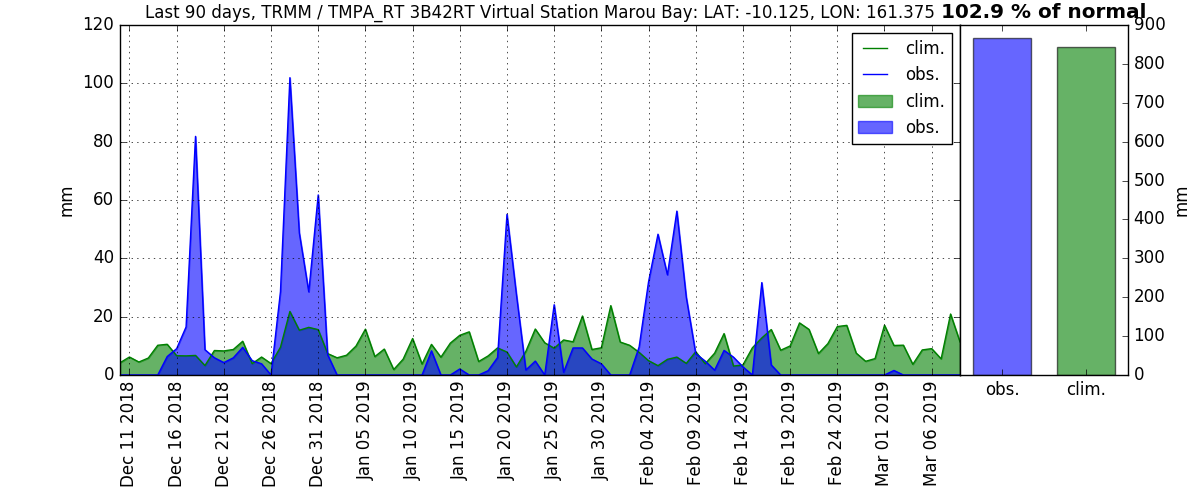 Last 90 days, TRMM / TMPA_RT 3B42RT Virtual Station Marou Bay: LAT: -10.125, LON: 161.375 102.9 % of normal
clim.
obs.
clim.
obs.
mm
120
100
80
60
40
20
0
Dec 11 2018
Dec 16 2018
Dec 21 2018
Dec 26 2018
Dec 31 2018
Jan 05 2019
Jan 10 2019
Jan 15 2019
Jan 20 2019
Jan 25 2019
Jan 30 2019
Feb 04 2019
Feb 09 2019
Feb 14 2019
Feb 19 2019
Feb 24 2019
Mar 01 2019
Mar 06 2019
obs.
clim.
900
800
700
600
500
400
300
200
100
0
mm